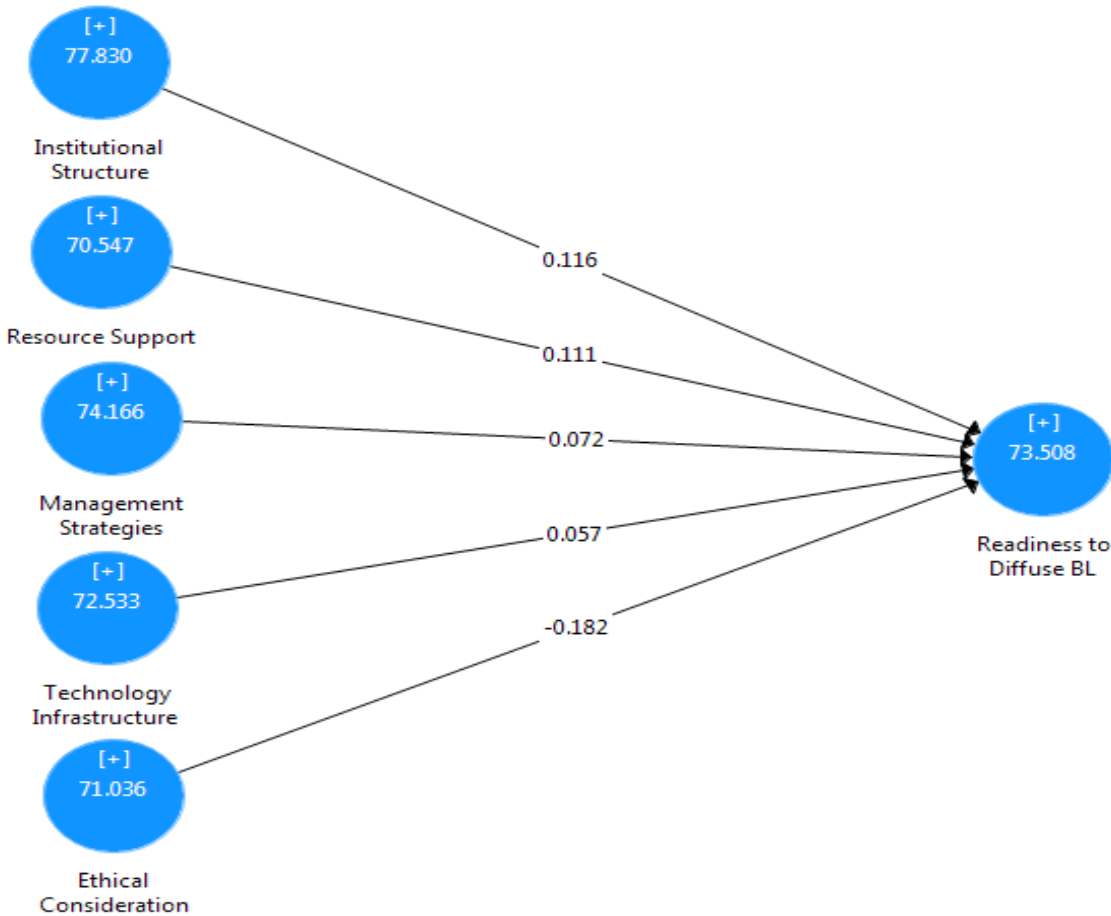 [+]
77.830
Institutional
Structure
[+]
70.547
Resource Support
[+]
74.166
Management
Strategies
[+]
72.533
Technology
Infrastructure
[+]
71.036
Ethical
Consideration
0.116
0.111
0.072
0.057
-0.182
[+]
73.508
Readiness to
Diffuse BL